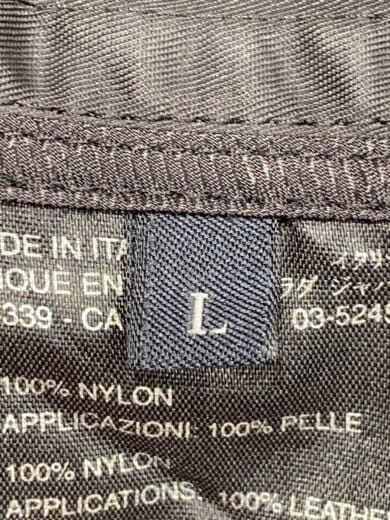 DE IN ITA イタリ
IQUE EN ラダ ジャパ
339 - CA 03-5245
L
100% NYLON
APPLICAZIONI: 100% PELLE
100% NYLON
APPLICATIONS: 100% LEATHE